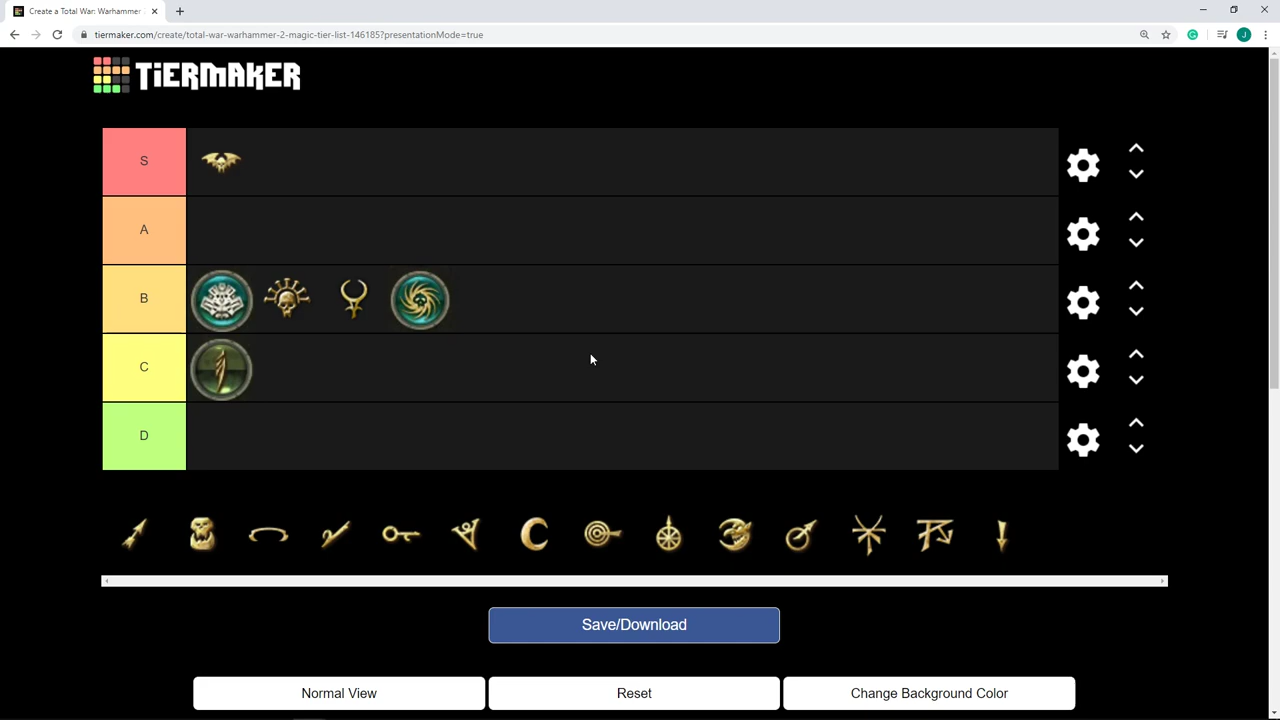 Create a Total War: Warhammer
tiermaker.com/create/total-war-warhammer-2-magic-tier-list-146185?presentationMode=true
J
TiERMAKER
S
A
B
C
D
Save/Download
Normal View
Reset
Change Background Color